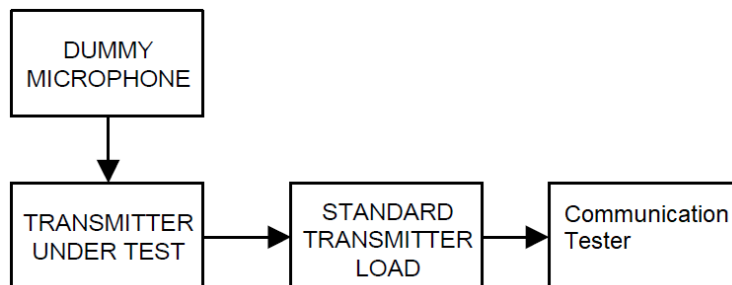 DUMMY
MICROPHONE
TRANSMITTER
UNDER TEST
STANDARD
TRANSMITTER
LOAD
Communication
Tester